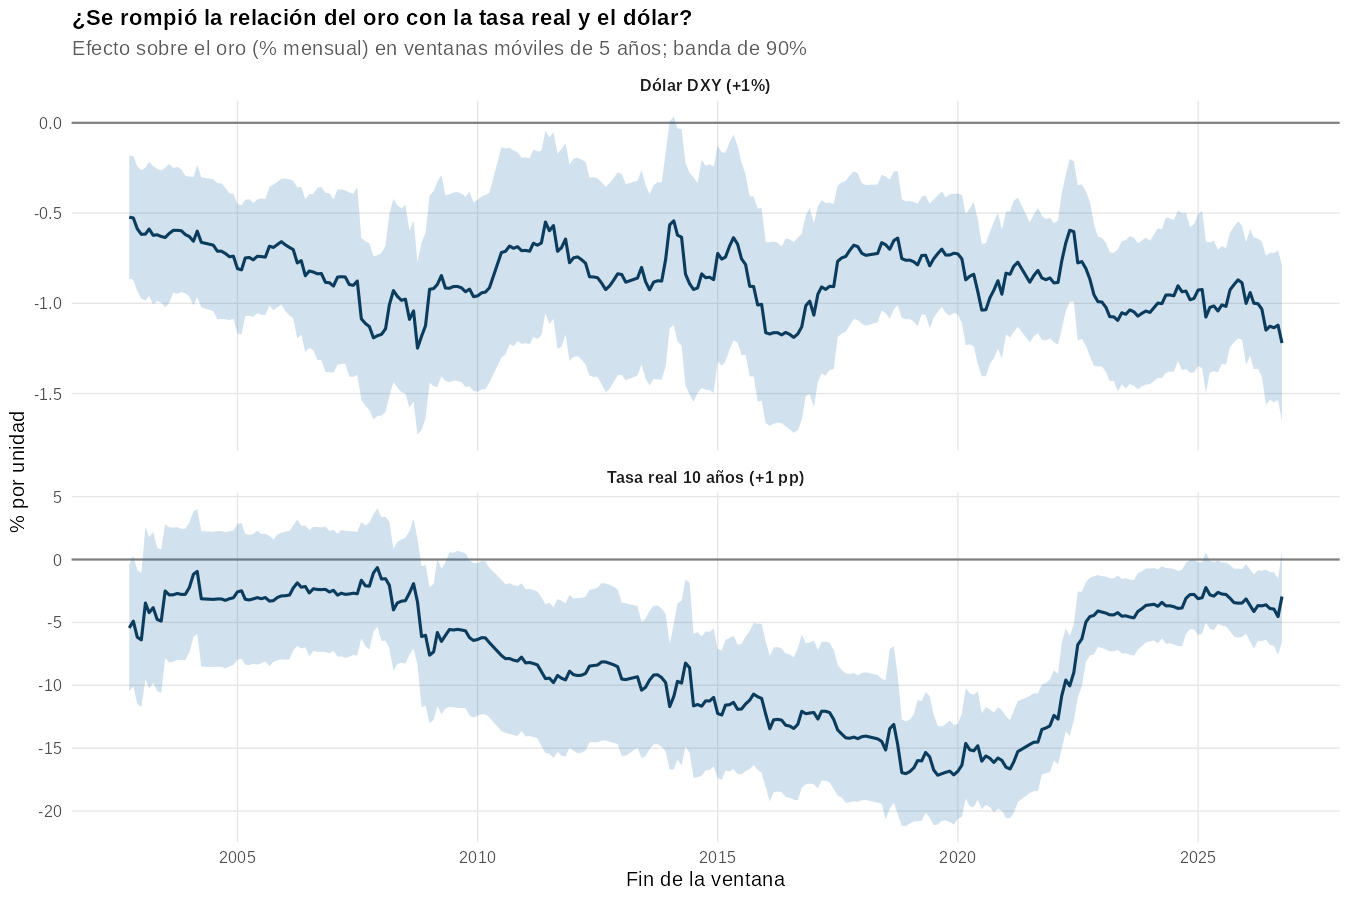 ¿Se rompió la relación del oro con la tasa real y el dólar?
Efecto sobre el oro (% mensual) en ventanas móviles de 5 años; banda de 90%
Dólar DXY (+1%)
0.0
-0.5
-1.0
-1.5
% por unidad
Tasa real 10 años (+1 pp)
5
0
-5
-10
-15
-20
2005 2010 2015 2020 2025
Fin de la ventana